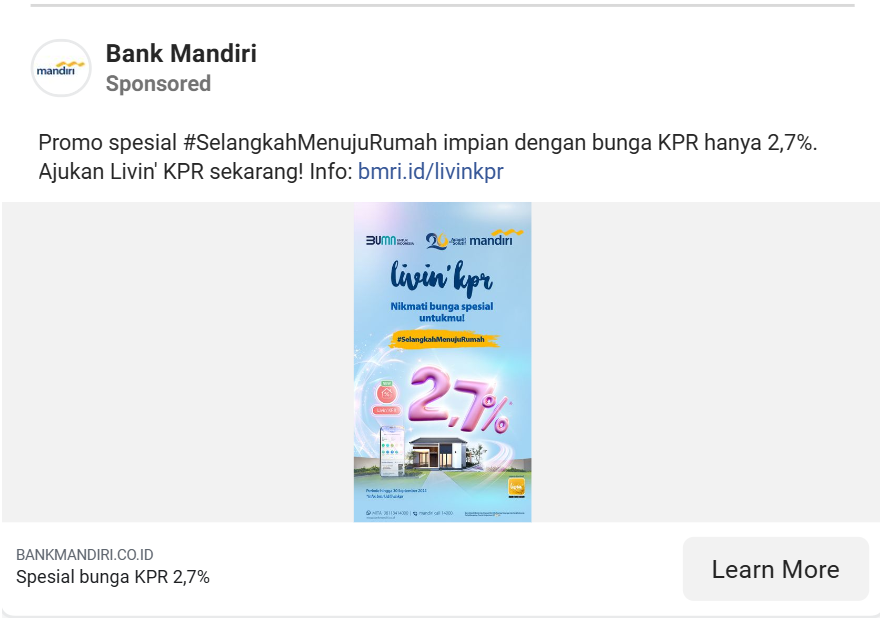 mandiri
Bank Mandiri
Sponsored
Promo spesial #SelangkahMenujuRumah impian dengan bunga KPR hanya 2,7%.
Ajukan Livin' KPR sekarang! Info: bmri.id/livinkpr
BUMN
mandiri
livin' kpr
Nikmati bunga spesial
untukmu!
#SelangkahMenujuRumah
2,7%
BANKMANDIRI.CO.ID
Spesial bunga KPR 2,7%
Learn More